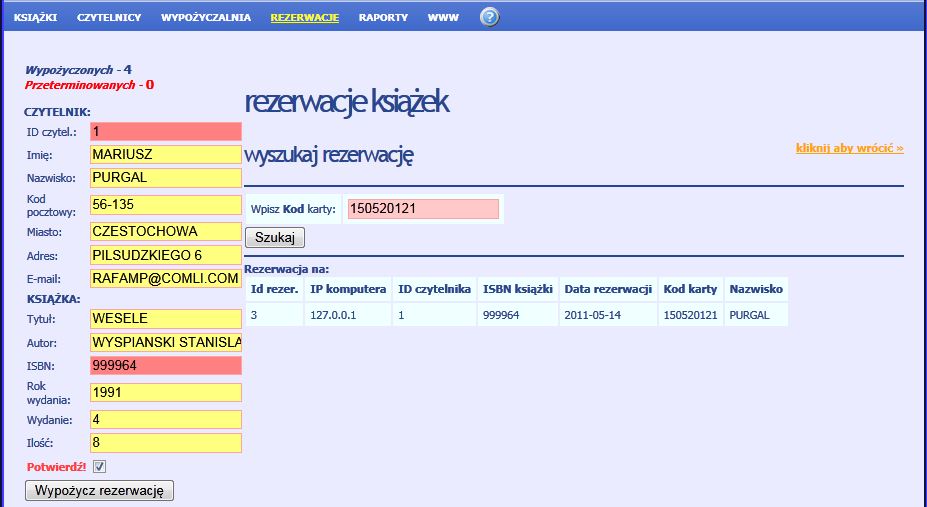 KSIĄŻKI CZYTELNICY WYPOŻYCZALNIA REZERWACJE RAPORTY WWW ?
Wypożyczonych - 4
Przeterminowanych - 0
CZYTELNIK:
ID czytel.: 1
Imię: MARIUSZ
Nazwisko: PURGAL
Kod pocztowy: 56-135
Miasto: CZESTOCHOWA
Adres: PILSUDZKIEGO 6
E-mail: RAFAMP@COMLI.COM
KSIĄŻKA:
Tytuł: WESELE
Autor: WYSPIANSKI STANISLA
ISBN: 999964
Rok wydania: 1991
Wydanie: 4
Ilość: 8
Potwierdź!
Wypożycz rezerwację
rezerwacje książek
wyszukaj rezerwację
kliknij aby wrócić »
Wpisz Kod karty: 150520121
Szukaj
Rezerwacja na:
Id rezer. IP komputera ID czytelnika ISBN książki Data rezerwacji Kod karty Nazwisko
3 127.0.0.1 1 999964 2011-05-14 150520121 PURGAL